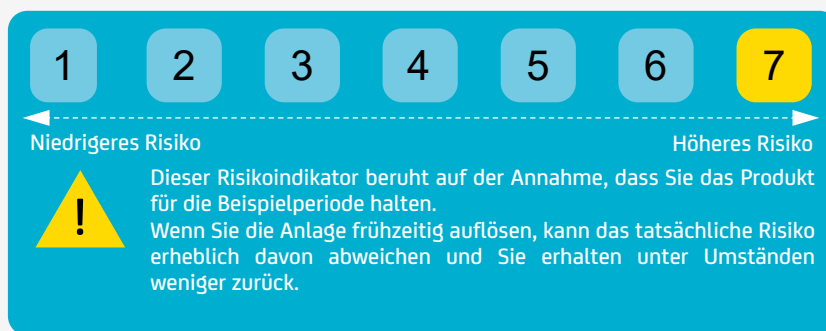 1 2 3 4 5 6 7
Niedrigeres Risiko Höheres Risiko
!
Dieser Risikoindikator beruht auf der Annahme, dass Sie das Produkt
für die Beispielperiode halten.
Wenn Sie die Anlage frühzeitig auflösen, kann das tatsächliche Risiko
erheblich davon abweichen und Sie erhalten unter Umständen
weniger zurück.